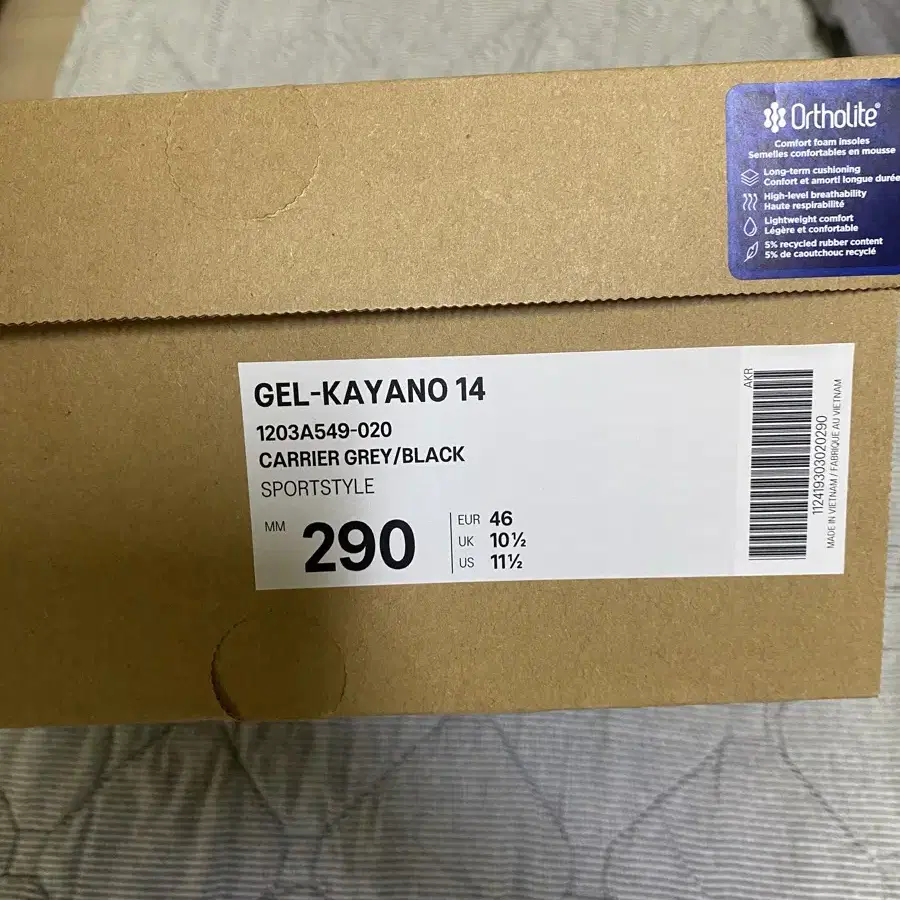 Ortholite®
Comfort foam insoles
Semelles confortables en mousse
Long-term cushioning
Confort et amorti longue durée
High-level breathability
Haute respirabilité
Lightweight comfort
Légère et confortable
5% recycled rubber content
5% de caoutchouc recyclé
GEL-KAYANO 14
1203A549-020
CARRIER GREY/BLACK
SPORTSTYLE
MM 290
EUR 46
UK 10½
US 11½
AKR
112419303020290
MADE IN VIETNAM / FABRIQUE AU VIETNAM